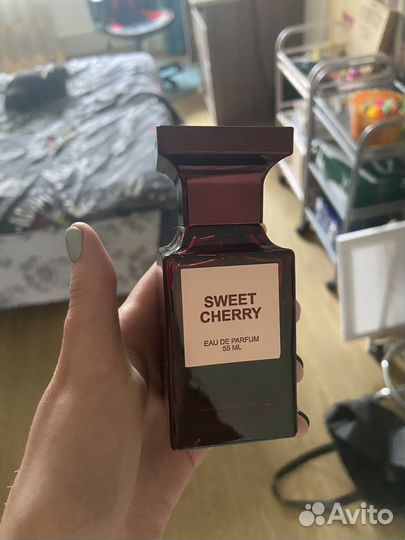 SWEET
CHERRY
EAU DE PARFUM
55 ML
Avito